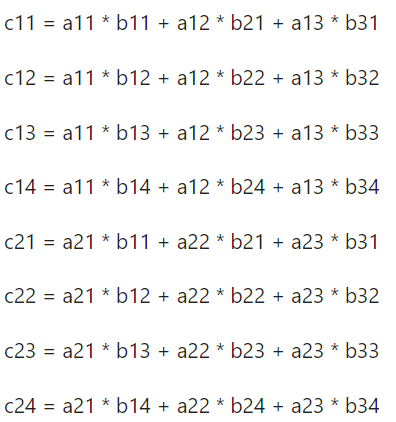 c11 = a11 * b11 + a12 * b21 + a13 * b31
c12 = a11 * b12 + a12 * b22 + a13 * b32
c13 = a11 * b13 + a12 * b23 + a13 * b33
c14 = a11 * b14 + a12 * b24 + a13 * b34
c21 = a21 * b11 + a22 * b21 + a23 * b31
c22 = a21 * b12 + a22 * b22 + a23 * b32
c23 = a21 * b13 + a22 * b23 + a23 * b33
c24 = a21 * b14 + a22 * b24 + a23 * b34